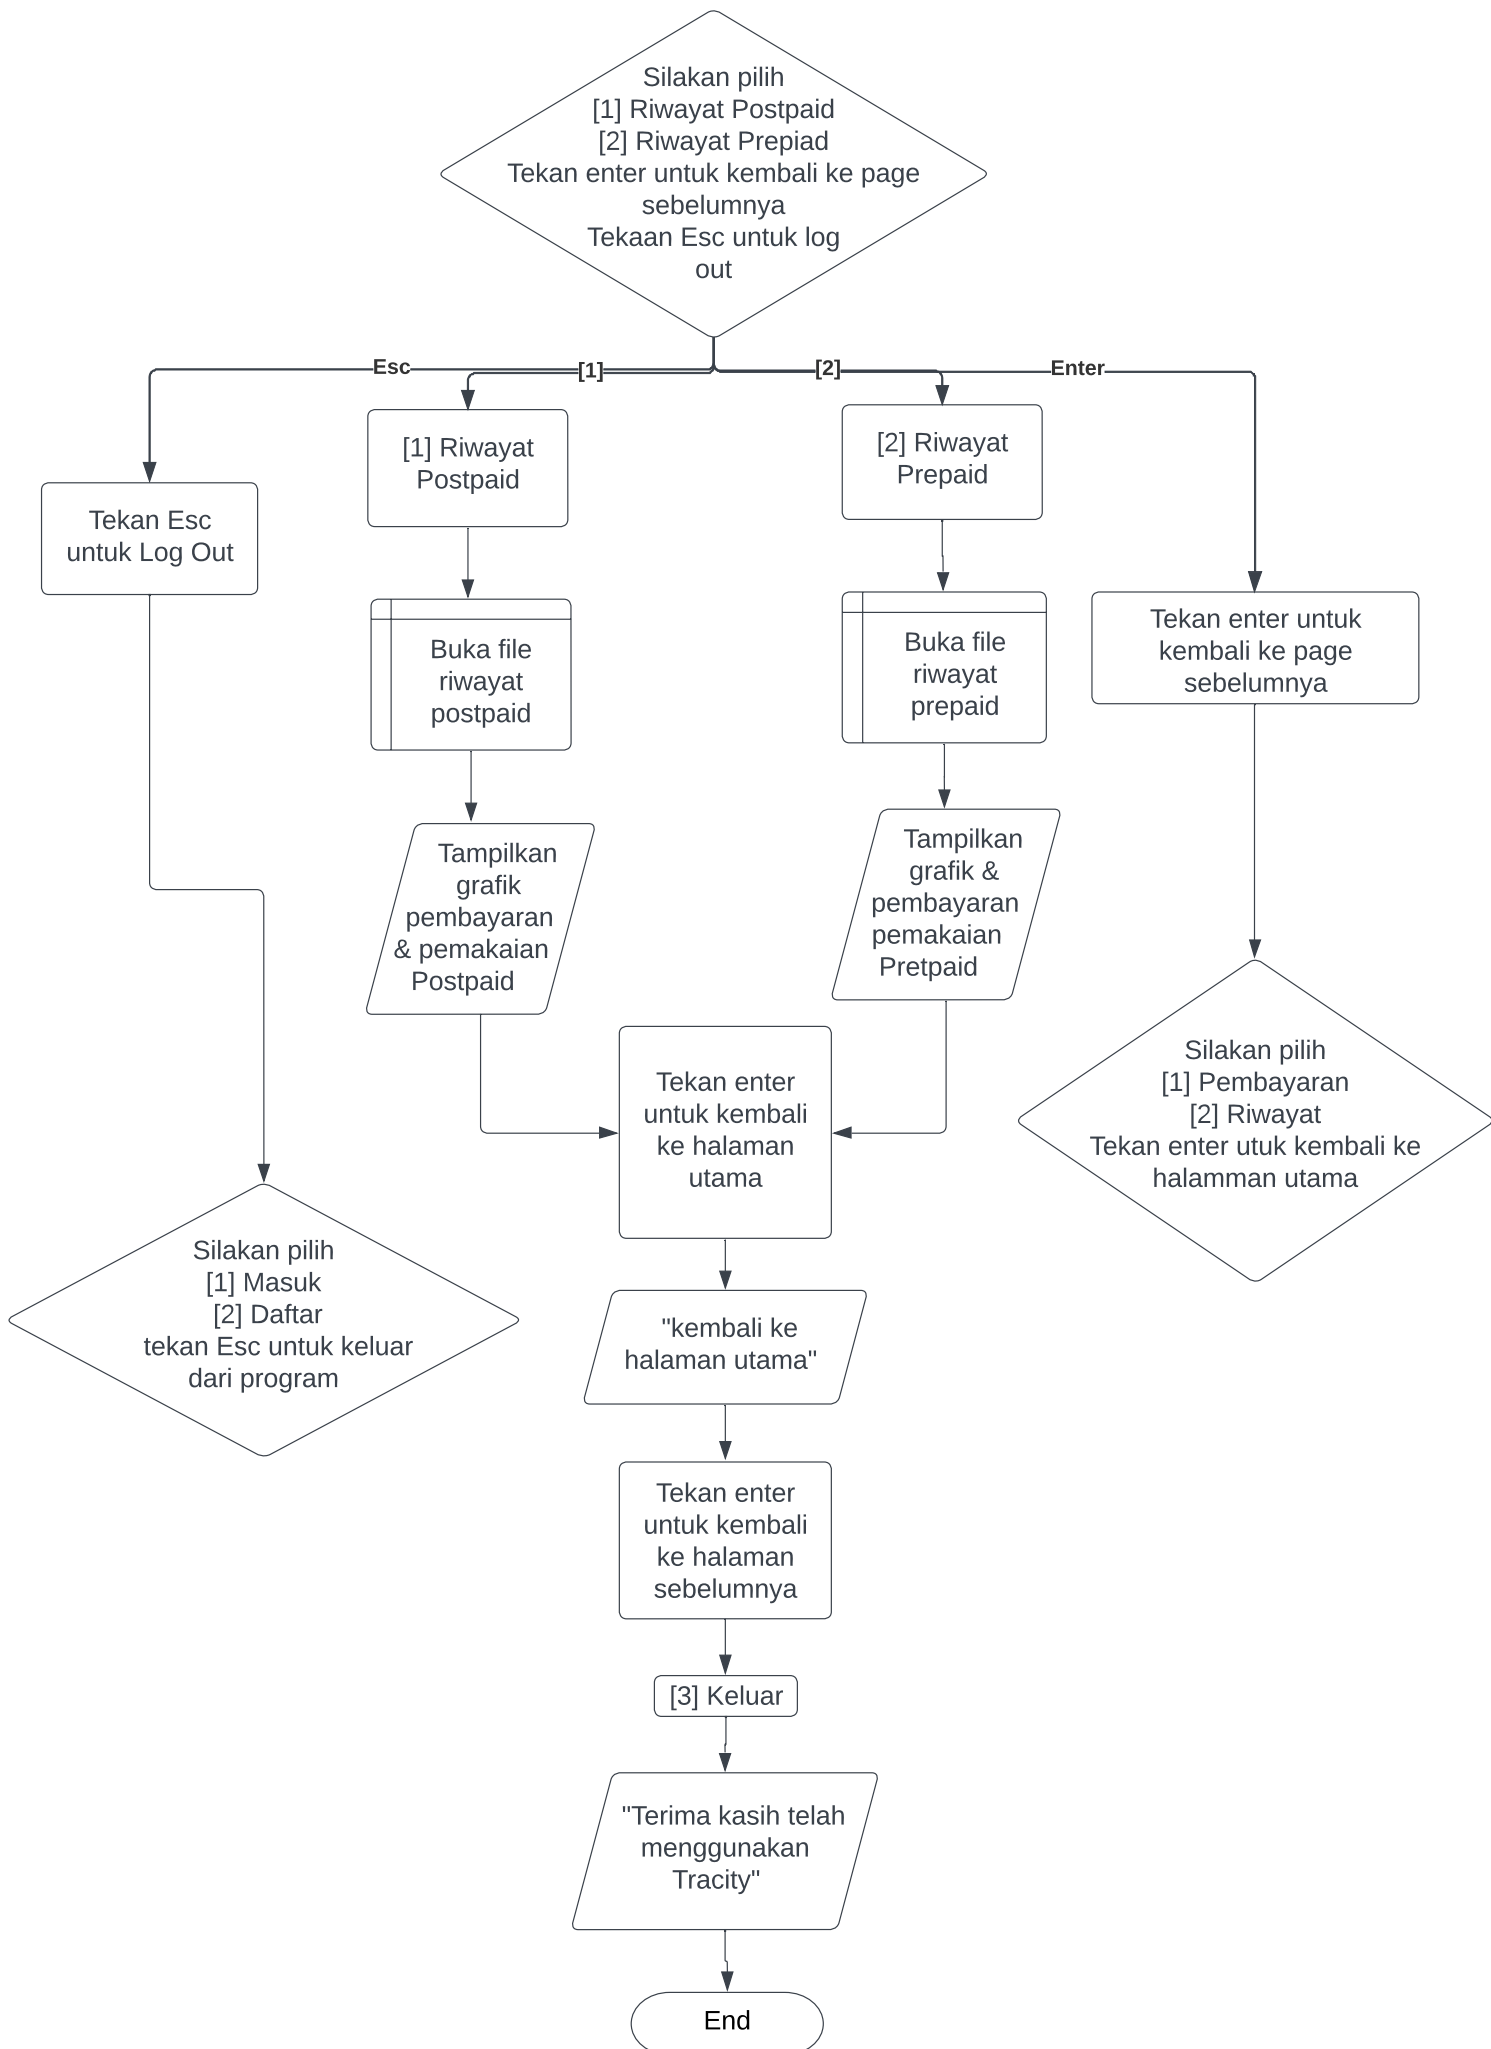 Silakan pilih
[1] Riwayat Postpaid
[2] Riwayat Prepiad
Tekan enter untuk kembali ke page
sebelumnya
Tekaan Esc untuk log
out
Esc
[1]
[2]
Enter
Tekan Esc
untuk Log Out
[1] Riwayat
Postpaid
[2] Riwayat
Prepaid
Tekan enter untuk
kembali ke page
sebelumnya
Buka file
riwayat
postpaid
Buka file
riwayat
prepaid
Tampilkan
grafik
pembayaran
& pemakaian
Postpaid
Tampilkan
grafik &
pembayaran
pemakaian
Pretpaid
Tekan enter
untuk kembali
ke halaman
utama
Silakan pilih
[1] Pembayaran
[2] Riwayat
Tekan enter utuk kembali ke
halamman utama
Silakan pilih
[1] Masuk
[2] Daftar
tekan Esc untuk keluar
dari program
"kembali ke
halaman utama"
Tekan enter
untuk kembali
ke halaman
sebelumnya
[3] Keluar
"Terima kasih telah
menggunakan
Tracity"
End